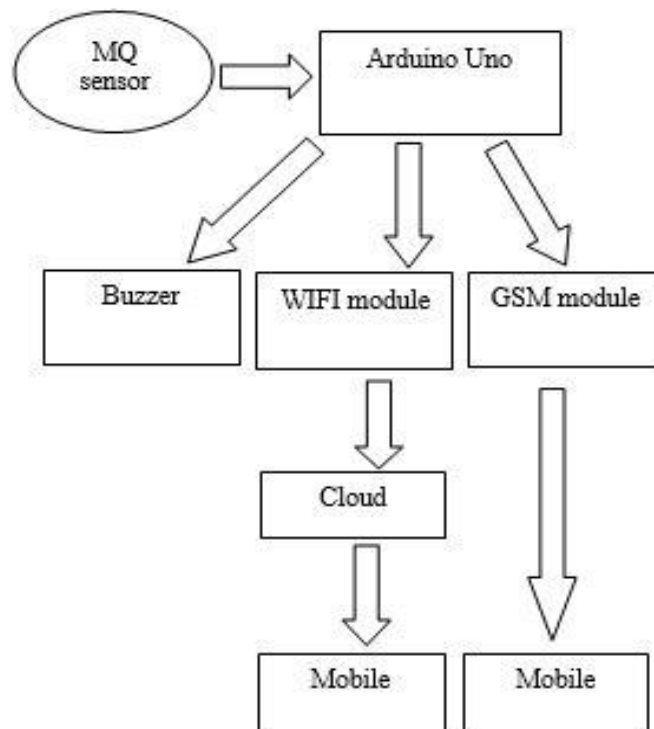 MQ
sensor
Arduino Uno
Buzzer
WIFI module
GSM module
Cloud
Mobile
Mobile